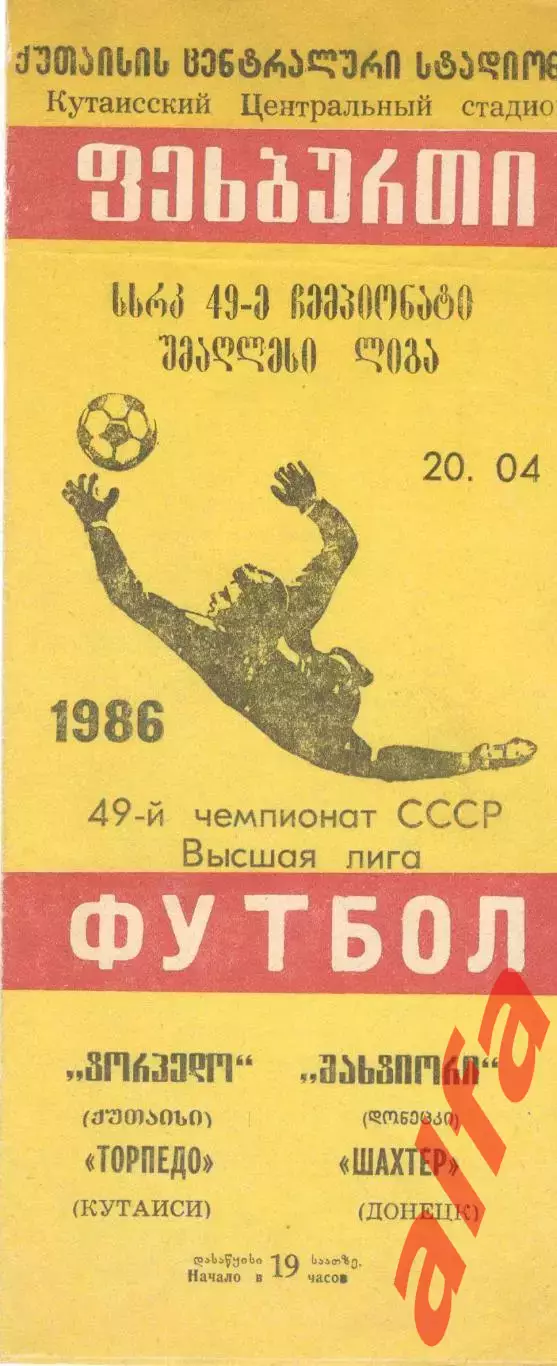 ქუთაისის ცენტრალური სტადიონ
Кутаисский Центральный стадио
ფეხბურთი
სსრკ 49-ე ჩემპიონატი
უმაღლესი ლიგა
20. 04
1986
49-й чемпионат СССР
Высшая лига
ФУТБОЛ
„ტორპედო“ „შახტიორი“
(ქუთაისი) (დონეცკი)
«ТОРПЕДО» «ШАХТЕР»
(КУТАИСИ) (ДОНЕЦК)
დასაწყისი 19 საათზე.
Начало в 19 часов
alfa